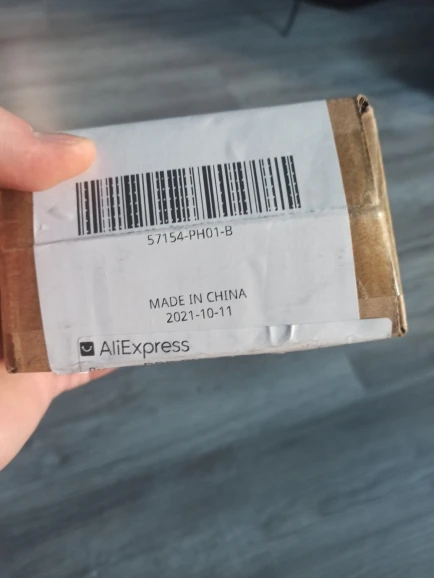 57154-PH01-B
MADE IN CHINA
2021-10-11
AliExpress